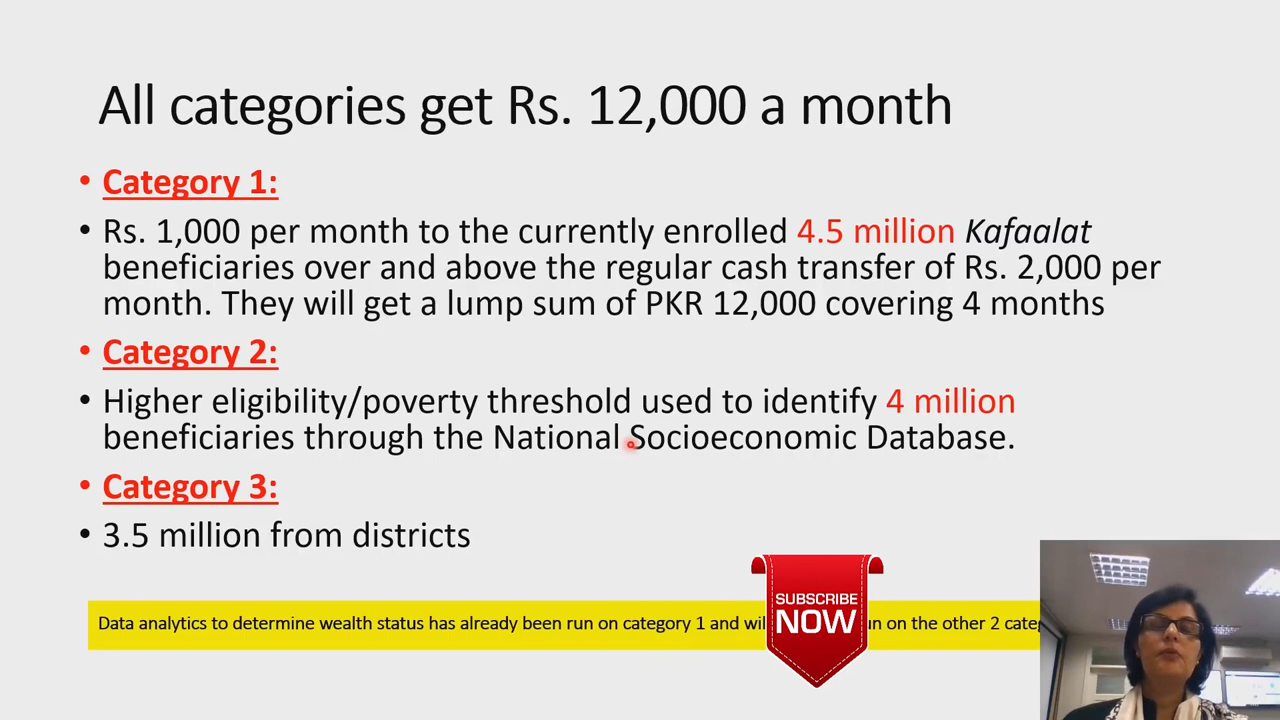 All categories get Rs. 12,000 a month
• Category 1:
• Rs. 1,000 per month to the currently enrolled 4.5 million Kafaalat
beneficiaries over and above the regular cash transfer of Rs. 2,000 per
month. They will get a lump sum of PKR 12,000 covering 4 months
• Category 2:
• Higher eligibility/poverty threshold used to identify 4 million
beneficiaries through the National Socioeconomic Database.
• Category 3:
• 3.5 million from districts
Data analytics to determine wealth status has already been run on category 1 and on the other 2
SUBSCRIBE
NOW